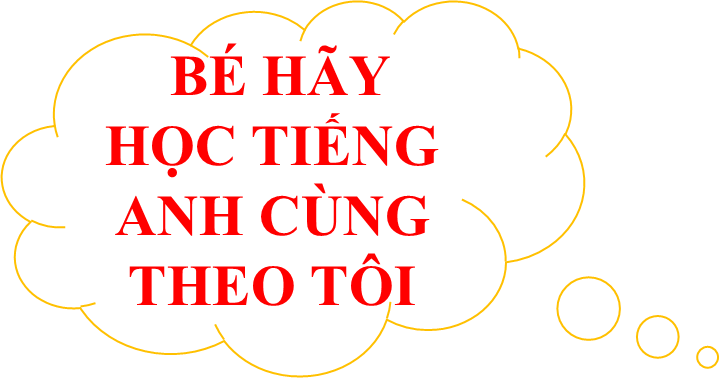 BÉ HÃY
HỌC TIẾNG
ANH CÙNG
THEO TÔI